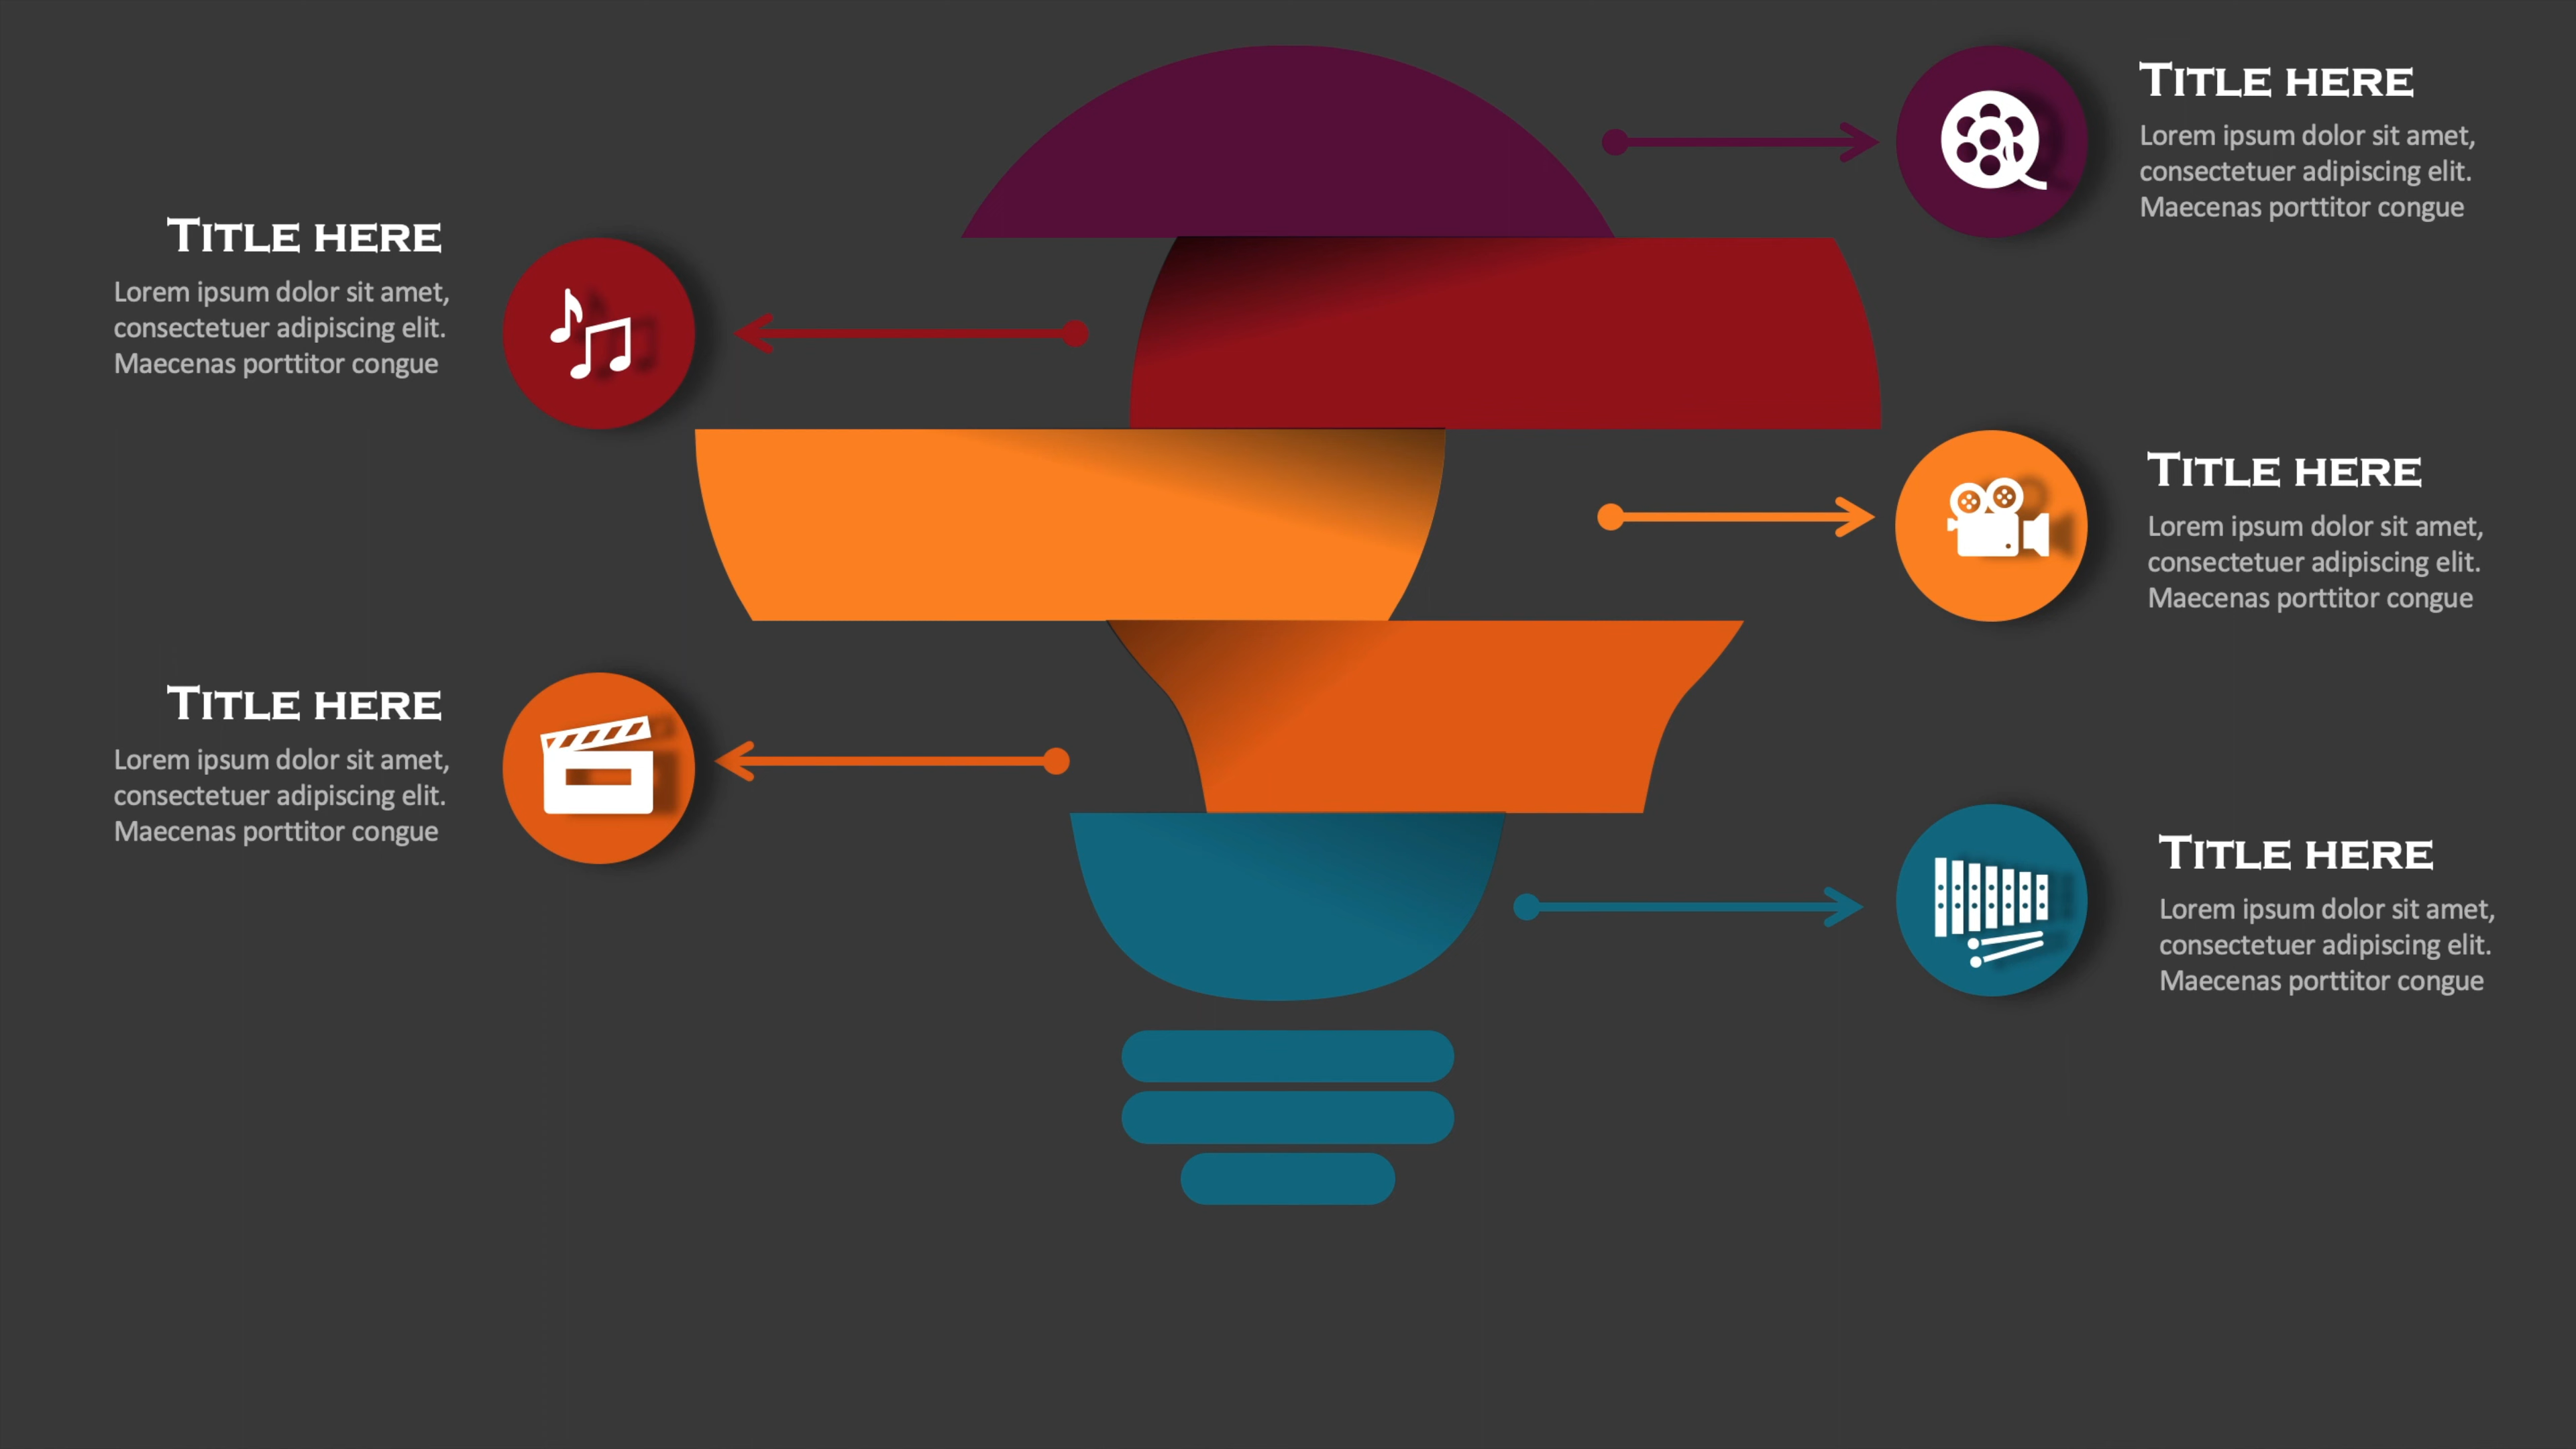 Title here
Lorem ipsum dolor sit amet,
consectetuer adipiscing elit.
Maecenas porttitor congue
Title here
Lorem ipsum dolor sit amet,
consectetuer adipiscing elit.
Maecenas porttitor congue
Title here
Lorem ipsum dolor sit amet,
consectetuer adipiscing elit.
Maecenas porttitor congue
Title here
Lorem ipsum dolor sit amet,
consectetuer adipiscing elit.
Maecenas porttitor congue
Title here
Lorem ipsum dolor sit amet,
consectetuer adipiscing elit.
Maecenas porttitor congue